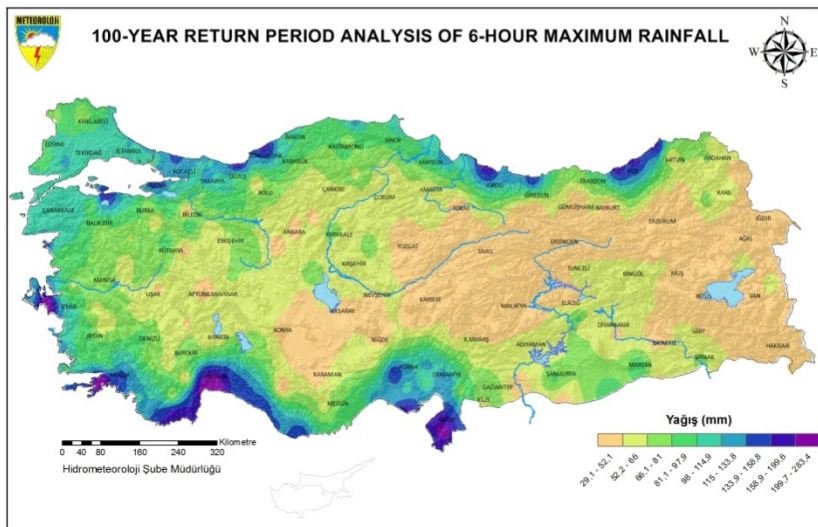 METEOROLOJİ
100-YEAR RETURN PERIOD ANALYSIS OF 6-HOUR MAXIMUM RAINFALL
N
W
E
S
KIRKLARELİ
EDİRNE
TEKİRDAĞ
İSTANBUL
KOCAELİ
SAKARYA
DÜZCE
BOLU
BARTIN
KARABÜK
KASTAMONU
SİNOP
SAMSUN
ÇANKIRI
ÇORUM
AMASYA
TOKAT
ORDU
GİRESUN
TRABZON
RİZE
ARTVİN
ARDAHAN
KARS
GÜMÜŞHANE
BAYBURT
ERZURUM
IĞDIR
AĞRI
ÇANAKKALE
BALIKESİR
BURSA
BİLECİK
ESKİŞEHİR
KÜTAHYA
ANKARA
KIRIKKALE
KIRŞEHİR
YOZGAT
SİVAS
ERZİNCAN
TUNCELİ
BİNGÖL
MUŞ
BİTLİS
VAN
MANİSA
İZMİR
UŞAK
AFYONKARAHİSAR
AKSARAY
NEVŞEHİR
KAYSERİ
MALATYA
ELAZIĞ
DİYARBAKIR
BATMAN
SİİRT
HAKKARİ
ŞIRNAK
MARDİN
AYDIN
DENİZLİ
BURDUR
ISPARTA
KONYA
KARAMAN
NİĞDE
MERSİN
ADANA
OSMANİYE
K.MARAŞ
ADIYAMAN
GAZİANTEP
KİLİS
ŞANLIURFA
Kilometre
0 40 80 160 240 320
Hidrometeoroloji Şube Müdürlüğü
Yağış (mm)
29,1 - 52,1
52,2 - 66
66,1 - 81
81,1 - 97,9
98 - 114,9
115 - 133,8
133,9 - 158,8
158,9 - 199,6
199,7 - 283,4